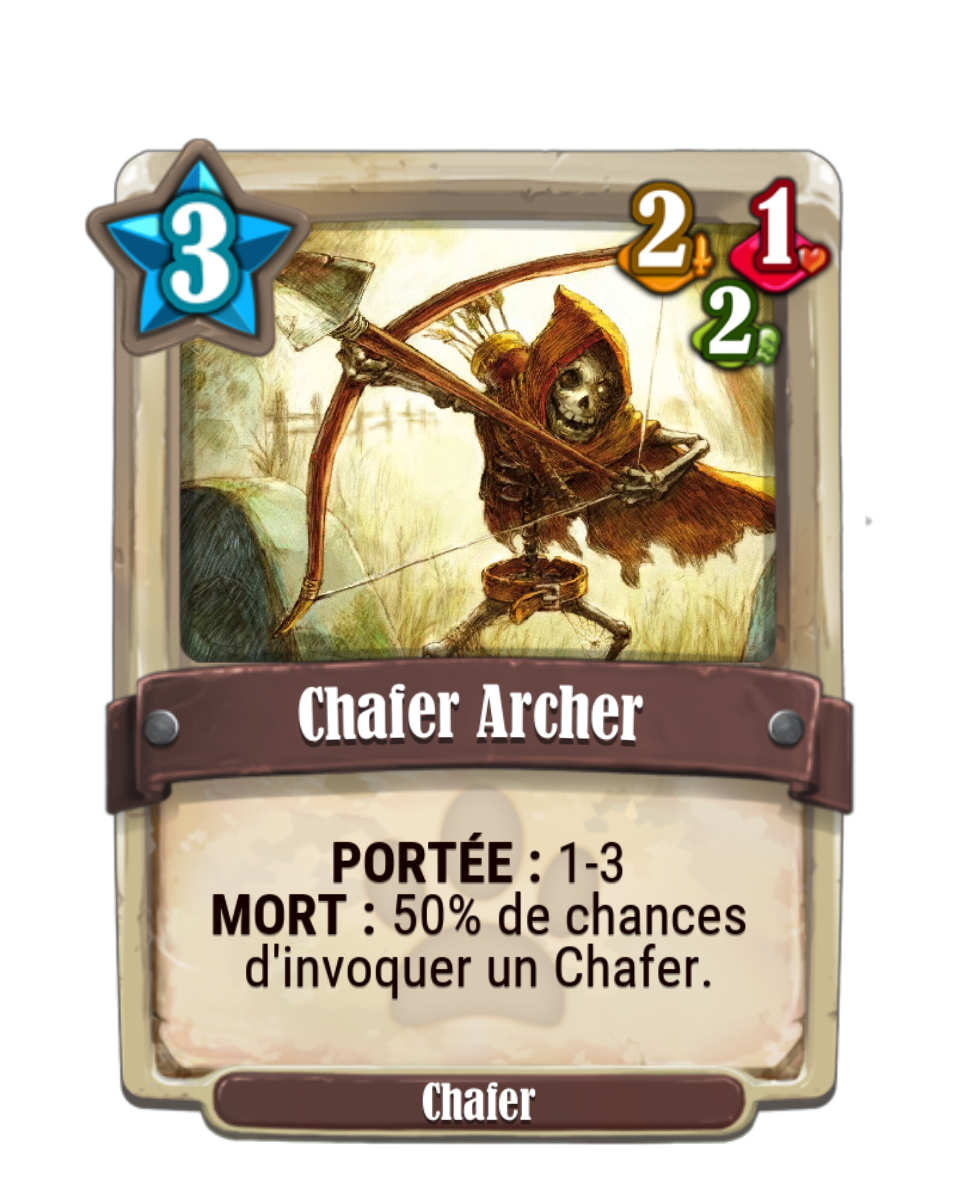 3
2
1
2
Chafer Archer
PORTÉE : 1-3
MORT : 50% de chances
d'invoquer un Chafer.
Chafer